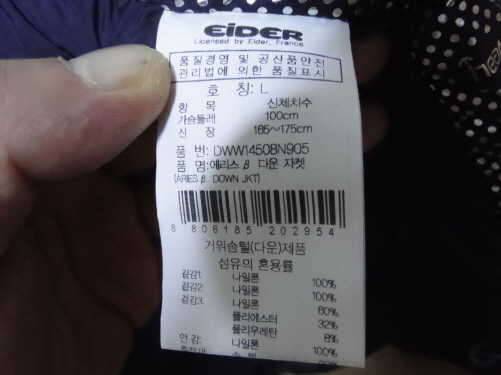 EiDER
Licensed by Eider, France
품질경영 및 공산품안전
관리법에 의한 품질표시
호 칭: L
항 목 신체치수
가슴둘레 100cm
신 장 165~175cm
품 번: DWW14508N905
품 명: 에리스 β 다운 자켓
(ARIES β DOWN JKT)
8 806185 202954
거위솜털(다운)제품
섬유의 혼용률
겉감1 나일론 100%
겉감2 나일론 100%
겉감3 나일론 60%
폴리에스터 32%
폴리우레탄 8%
안감: 나일론 100%